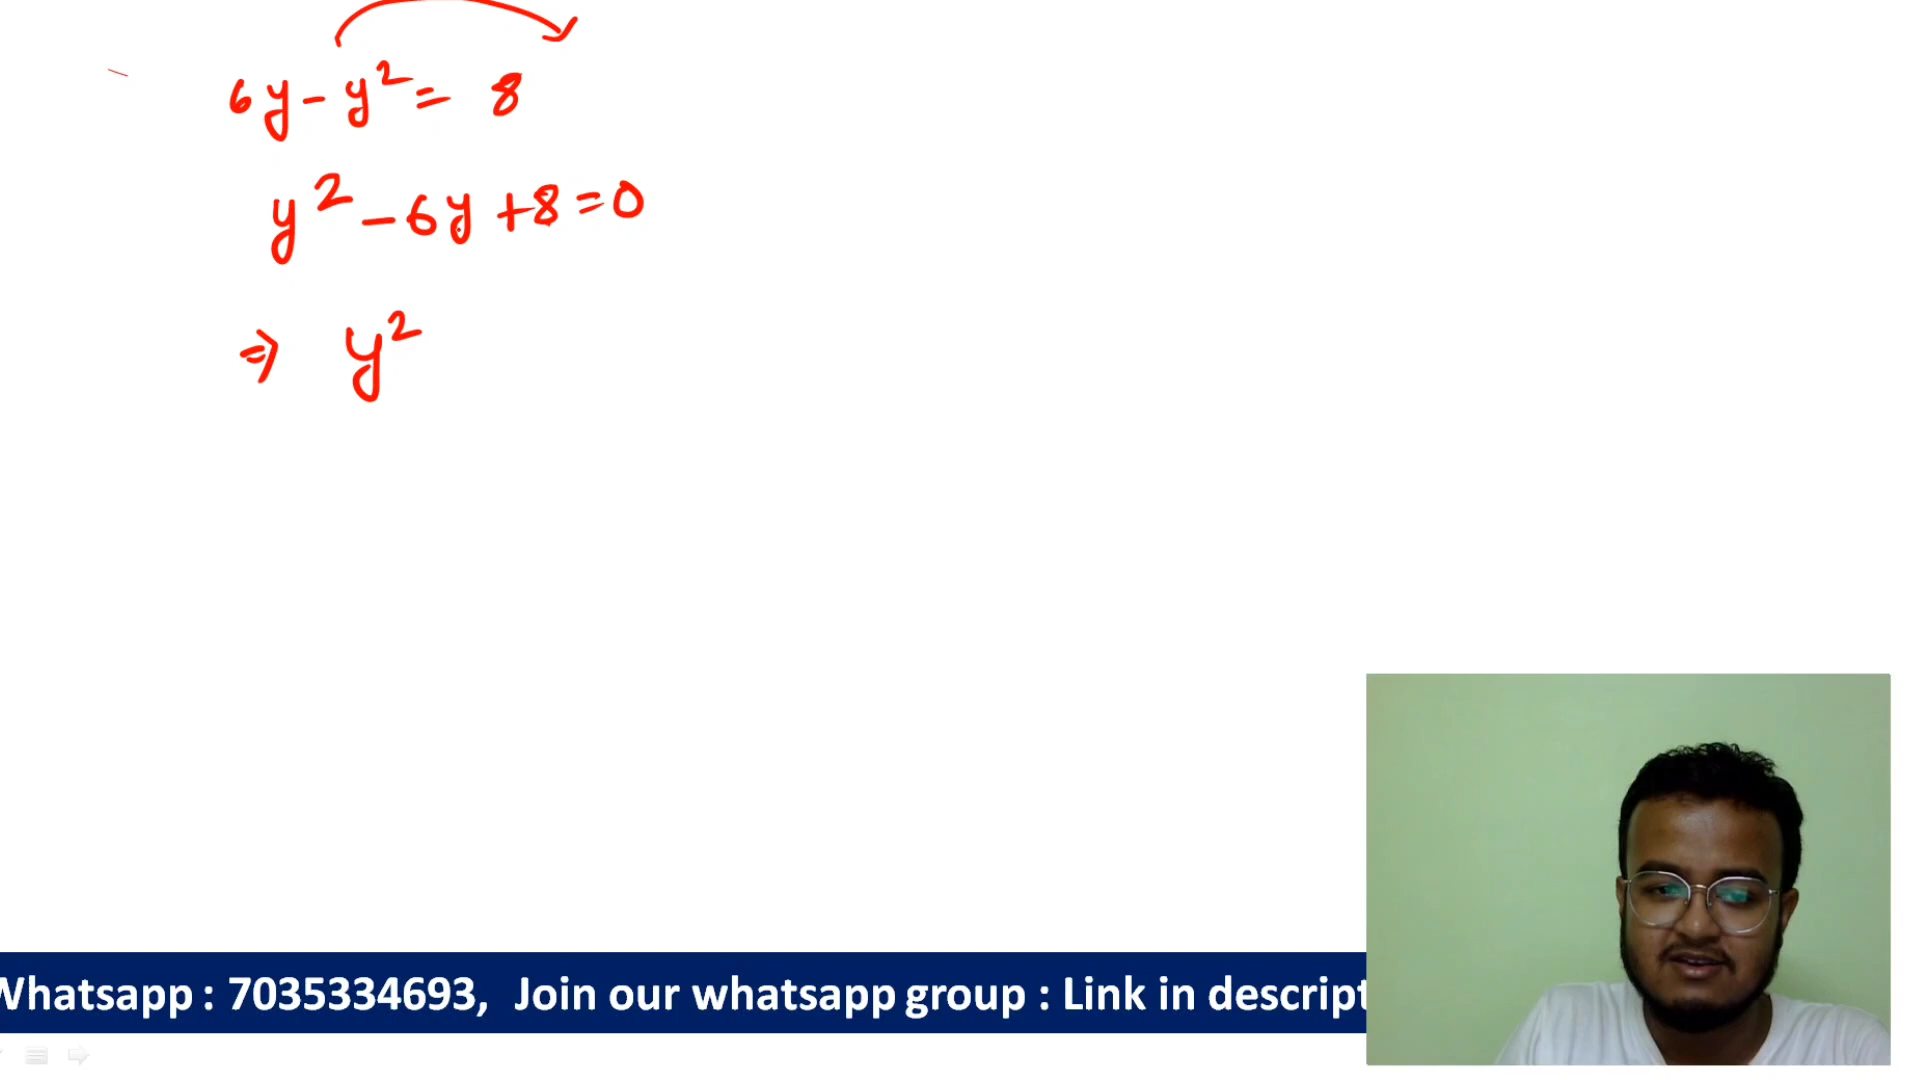 6y - y² = 8
y² - 6y + 8 = 0
⇒ y²
Whatsapp : 7035334693, Join our whatsapp group : Link in descript